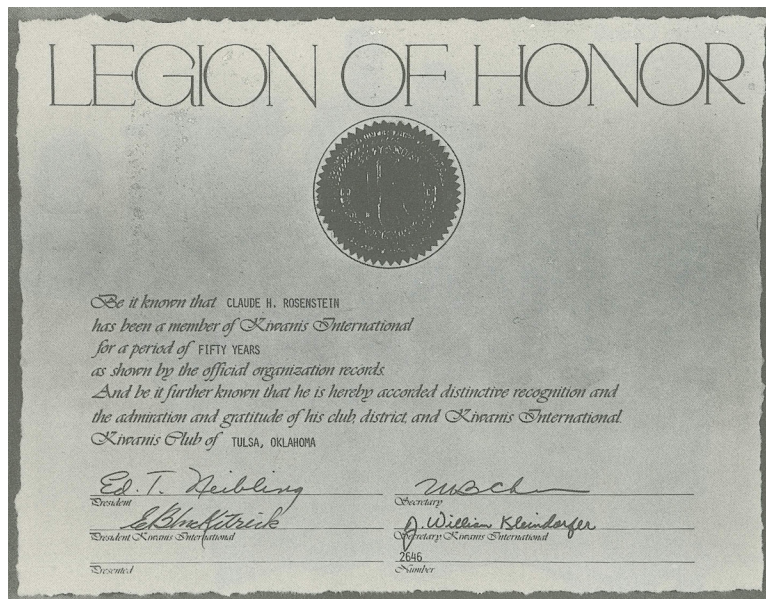 LEGION OF HONOR
Be it known that CLAUDE H. ROSENSTEIN
has been a member of Kiwanis International
for a period of FIFTY YEARS
as shown by the official organization records.
And be it further known that he is hereby accorded distinctive recognition and
the admiration and gratitude of his club, district, and Kiwanis International.
Kiwanis Club of TULSA, OKLAHOMA
Ed. T. Neibling
President
Secretary
J. William Kleindorfer
President Kiwanis International
Secretary, Kiwanis International
2646
Presented
Number